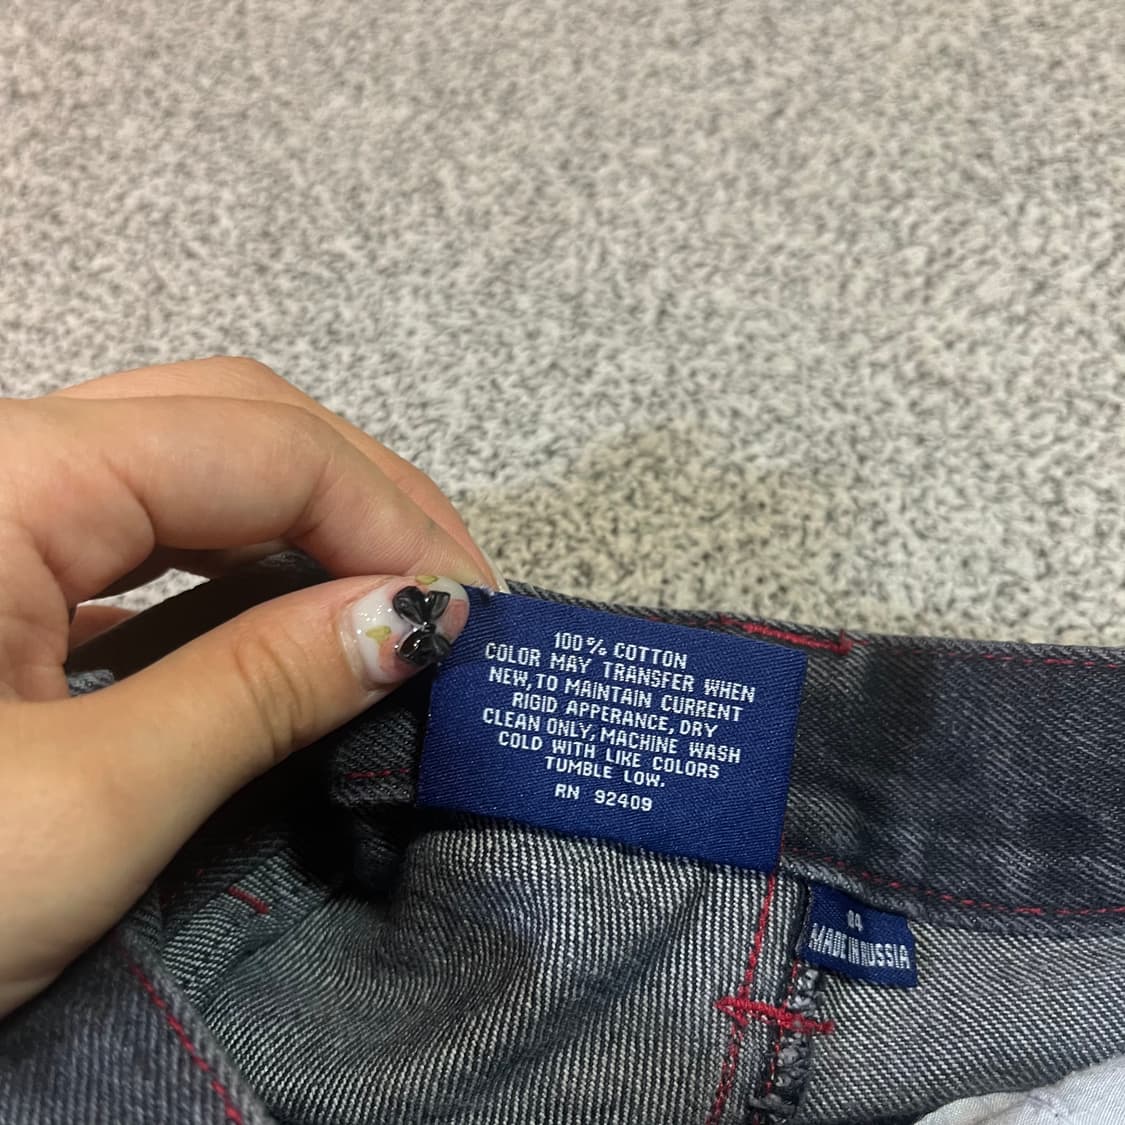 100% COTTON
COLOR MAY TRANSFER WHEN
NEW, TO MAINTAIN CURRENT
RIGID APPERANCE, DRY
CLEAN ONLY, MACHINE WASH
COLD WITH LIKE COLORS
TUMBLE LOW.
RN 92409
04
MADE IN RUSSIA